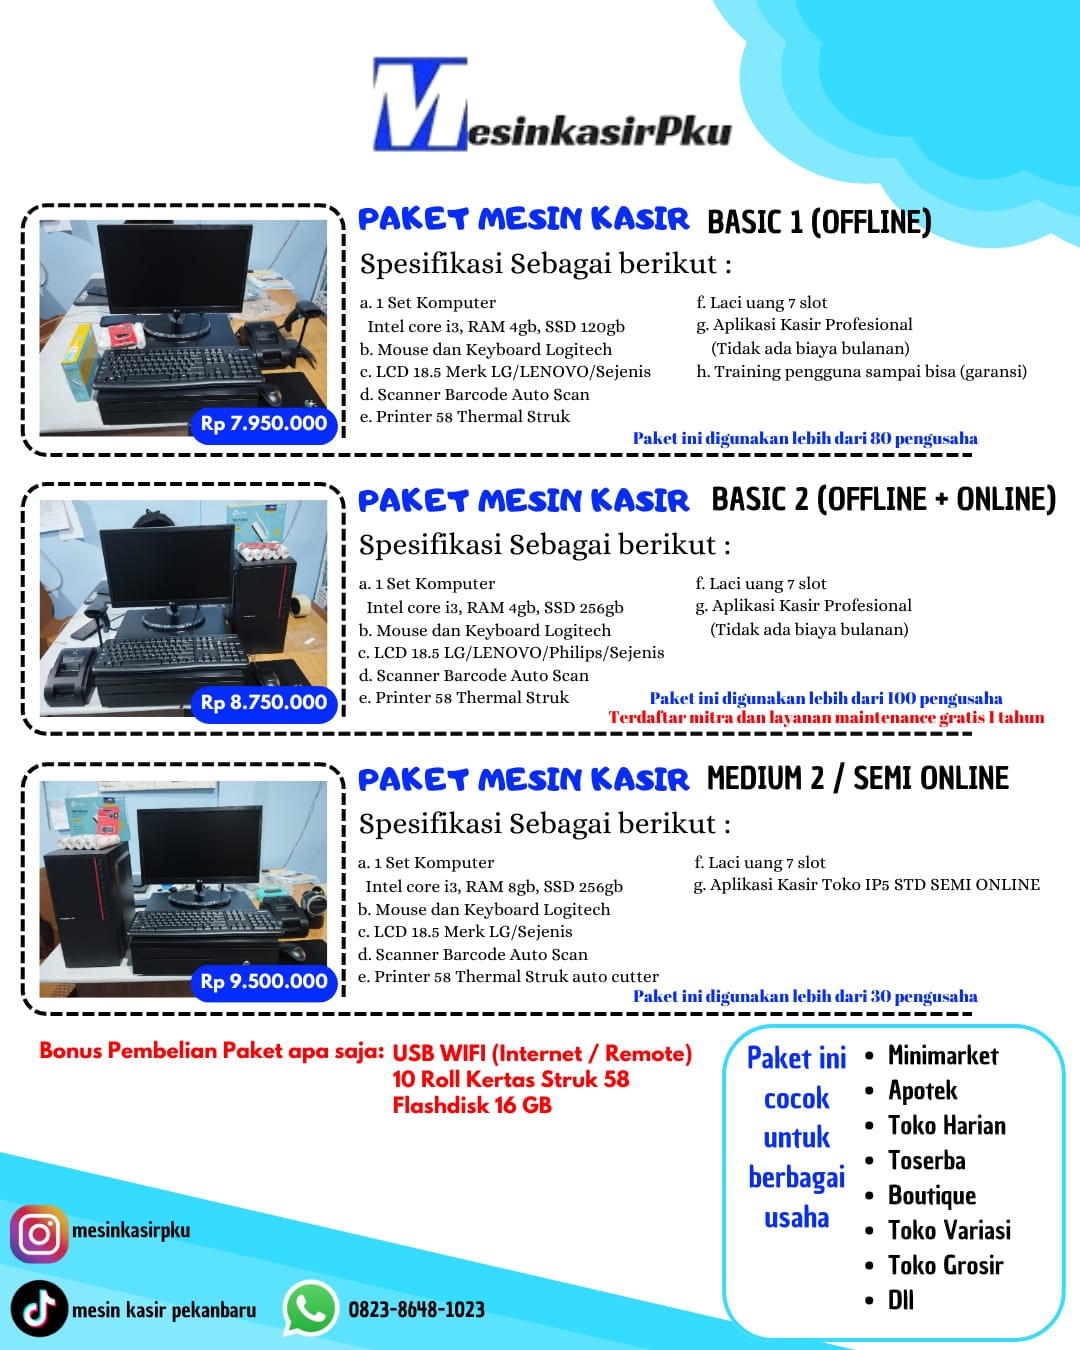 MesinkasirPku
PAKET MESIN KASIR BASIC 1 (OFFLINE)
Spesifikasi Sebagai berikut :
a. 1 Set Komputer
Intel core i3, RAM 4gb, SSD 120gb
b. Mouse dan Keyboard Logitech
c. LCD 18.5 Merk LG/LENOVO/Sejenis
d. Scanner Barcode Auto Scan
e. Printer 58 Thermal Struk
f. Laci uang 7 slot
g. Aplikasi Kasir Profesional
(Tidak ada biaya bulanan)
h. Training pengguna sampai bisa (garansi)
Rp 7.950.000
Paket ini digunakan lebih dari 80 pengusaha
PAKET MESIN KASIR BASIC 2 (OFFLINE + ONLINE)
Spesifikasi Sebagai berikut :
a. 1 Set Komputer
Intel core i3, RAM 4gb, SSD 256gb
b. Mouse dan Keyboard Logitech
c. LCD 18.5 LG/LENOVO/Philips/Sejenis
d. Scanner Barcode Auto Scan
e. Printer 58 Thermal Struk
f. Laci uang 7 slot
g. Aplikasi Kasir Profesional
(Tidak ada biaya bulanan)
Rp 8.750.000
Paket ini digunakan lebih dari 100 pengusaha
Terdaftar mitra dan layanan maintenance gratis 1 tahun
PAKET MESIN KASIR MEDIUM 2 / SEMI ONLINE
Spesifikasi Sebagai berikut :
a. 1 Set Komputer
Intel core i3, RAM 8gb, SSD 256gb
b. Mouse dan Keyboard Logitech
c. LCD 18.5 Merk LG/Sejenis
d. Scanner Barcode Auto Scan
e. Printer 58 Thermal Struk auto cutter
f. Laci uang 7 slot
g. Aplikasi Kasir Toko IP5 STD SEMI ONLINE
Rp 9.500.000
Paket ini digunakan lebih dari 30 pengusaha
Bonus Pembelian Paket apa saja: USB WIFI (Internet / Remote)
10 Roll Kertas Struk 58
Flashdisk 16 GB
Paket ini
cocok
untuk
berbagai
usaha
• Minimarket
• Apotek
• Toko Harian
• Toserba
• Boutique
• Toko Variasi
• Toko Grosir
• Dll
mesinkasirpku
mesin kasir pekanbaru
0823-8648-1023